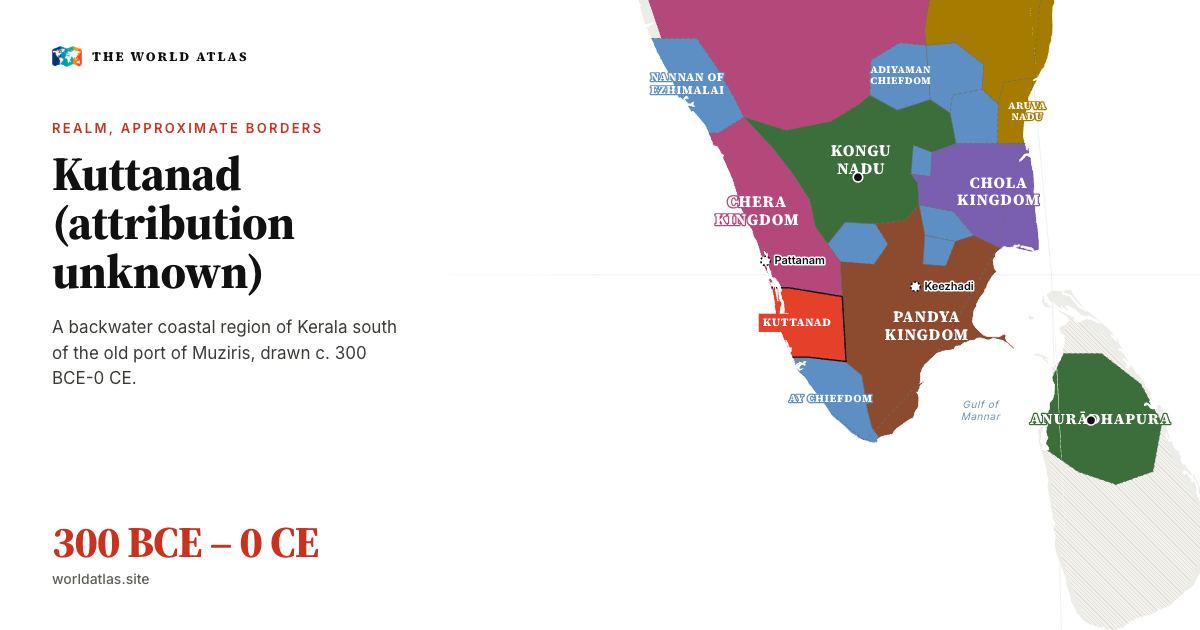 THE WORLD ATLAS
REALM, APPROXIMATE BORDERS
Kuttanad
(attribution
unknown)
A backwater coastal region of Kerala south
of the old port of Muziris, drawn c. 300
BCE-0 CE.
300 BCE – 0 CE
worldatlas.site
NANNAN OF
EZHIMALAI
ADIYAMAN
CHIEFDOM
ARUVA
NADU
KONGU
NADU
CHOLA
KINGDOM
CHERA
KINGDOM
Pattanam
Keezhadi
KUTTANAD
PANDYA
KINGDOM
AY CHIEFDOM
Gulf of
Mannar
ANURĀDHAPURA